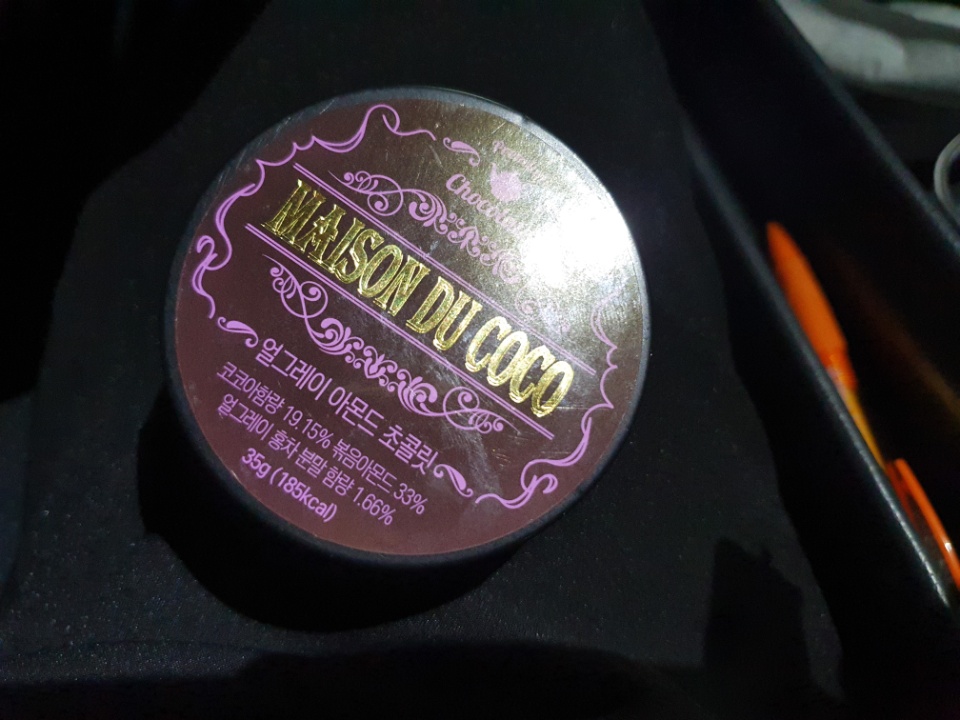 MAISON DU COCO
얼그레이 아몬드 초콜릿
코코아함량 19.15% 볶음아몬드 33%
얼그레이 홍차 분말 함량 1.66%
35g (185kcal)